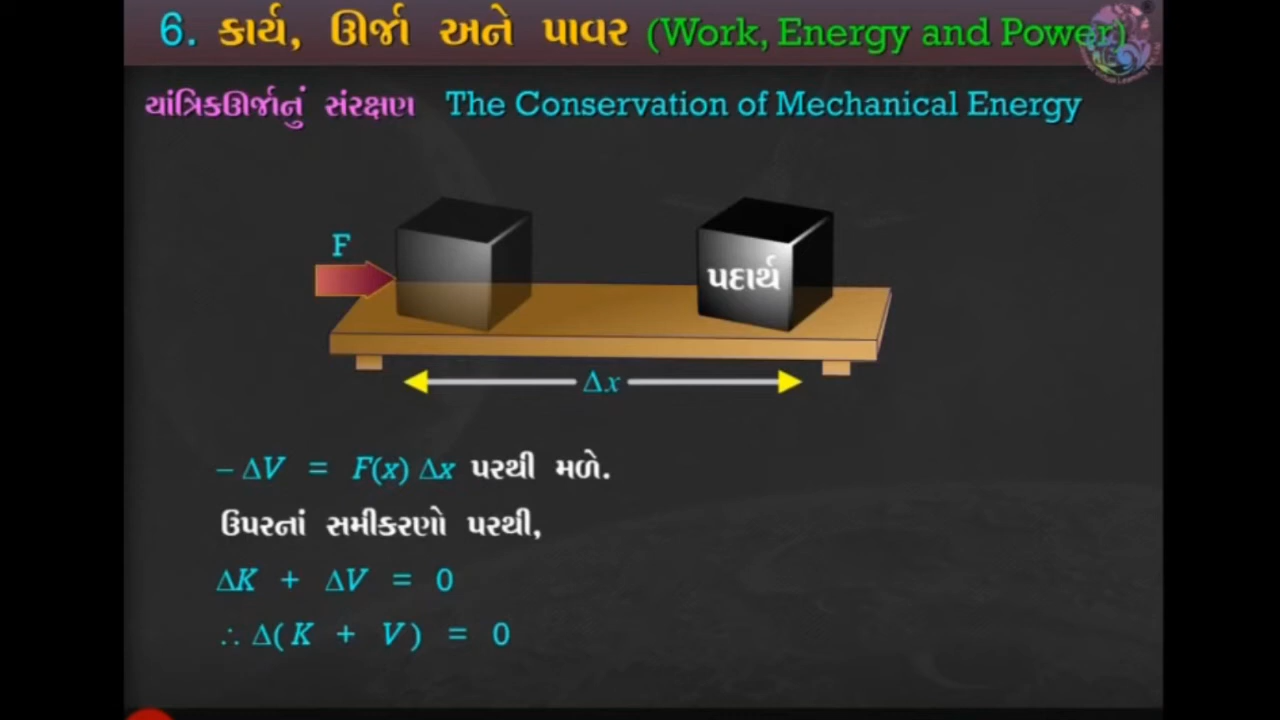 6. કાર્ય, ઊર્જા અને પાવર (Work, Energy and Power)
યાંત્રિકઊર્જાનું સંરક્ષણ The Conservation of Mechanical Energy
F
પદાર્થ
Δx
– ΔV = F(x) Δx પરથી મળે.
ઉપરનાં સમીકરણો પરથી,
ΔK + ΔV = 0
∴ Δ( K + V ) = 0